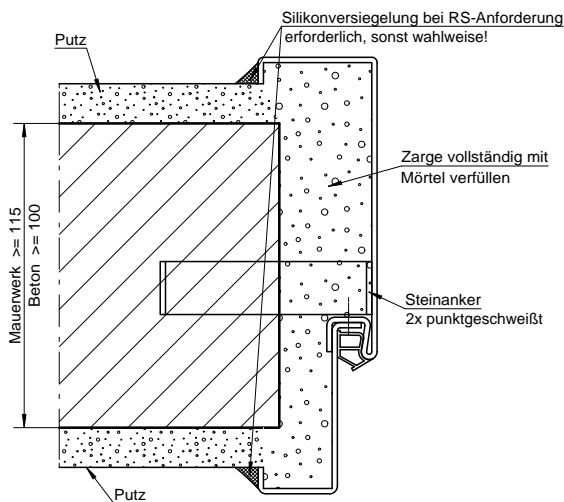 Silikonversiegelung bei RS-Anforderung
erforderlich, sonst wahlweise!
Putz
Zarge vollständig mit
Mörtel verfüllen
Mauerwerk >= 115
Beton >= 100
Steinanker
2x punktgeschweißt
Putz